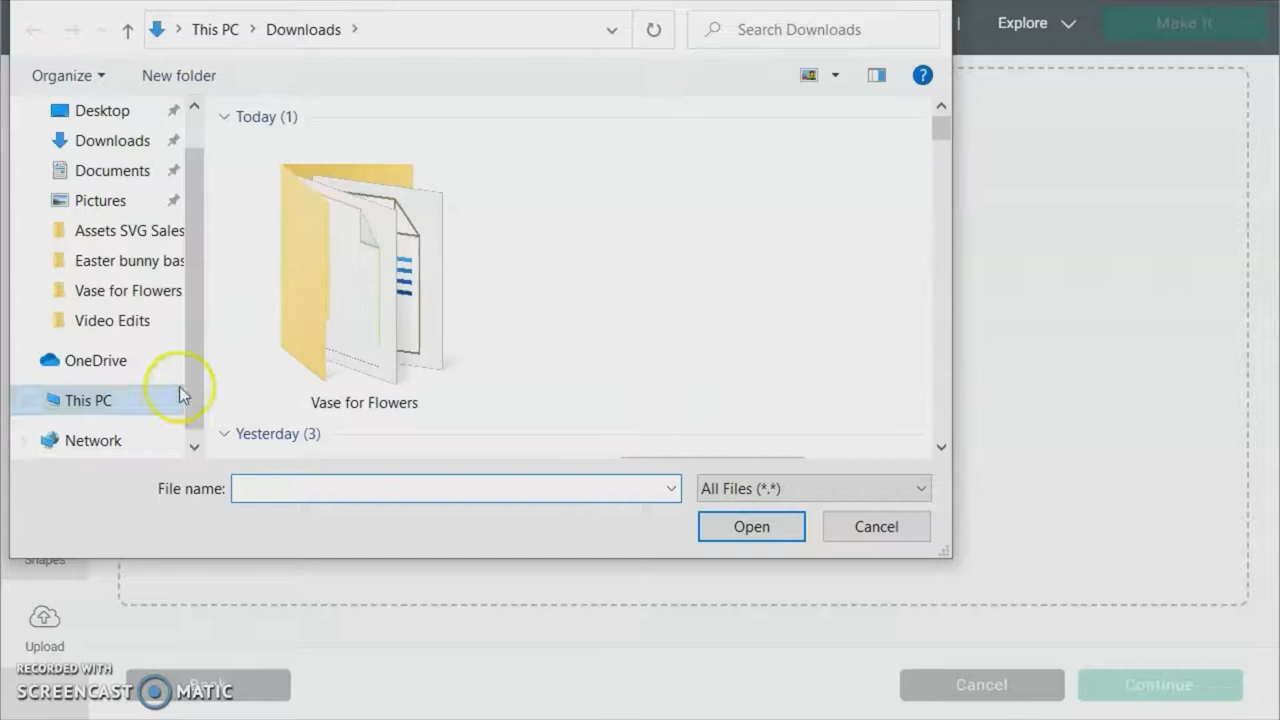 This PC
Downloads
Search Downloads
Explore
Make It
Organize
New folder
Desktop
Downloads
Documents
Pictures
Assets SVG Sales
Easter bunny bas
Vase for Flowers
Video Edits
OneDrive
This PC
Network
Today (1)
Vase for Flowers
Yesterday (3)
File name:
All Files (*.*)
Open
Cancel
Shapes
Upload
Back
Cancel
Continue
RECORDED WITH
SCREENCAST MATIC